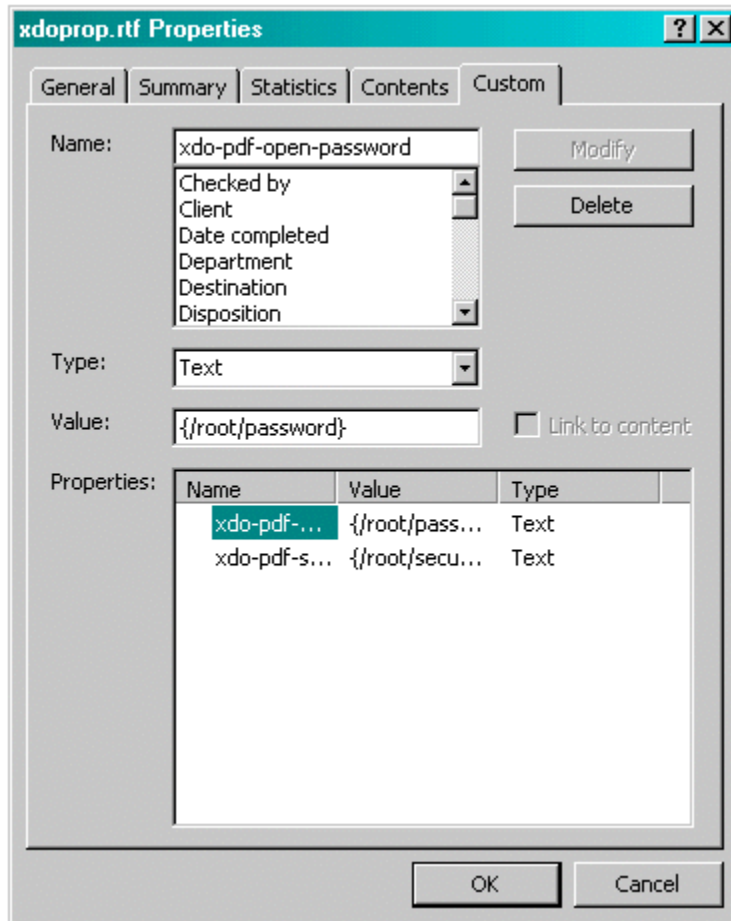 xdoprop.rtf Properties
General Summary Statistics Contents Custom
Name: xdo-pdf-open-password Modify
Checked by
Client Delete
Date completed
Department
Destination
Disposition
Type: Text
Value: {/root/password} Link to content
Properties: Name Value Type
xdo-pdf-... {/root/pass... Text
xdo-pdf-s... {/root/secu... Text
OK Cancel